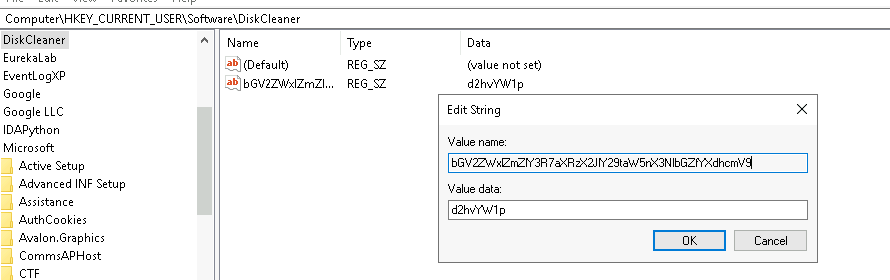 Computer\HKEY_CURRENT_USER\Software\DiskCleaner
DiskCleaner
EurekaLab
EventLogXP
Google
Google LLC
IDAPython
Microsoft
Active Setup
Advanced INF Setup
Assistance
AuthCookies
Avalon.Graphics
CommsAPHost
CTF
Name Type Data
(Default) REG_SZ (value not set)
bGV2ZWxlZmZl... REG_SZ d2hvYW1p
Edit String
Value name:
bGV2ZWxlZmZlY3R7aXRzX2JlY29taW5nX3NlbGZfYXdhcmV9
Value data:
d2hvYW1p
OK Cancel